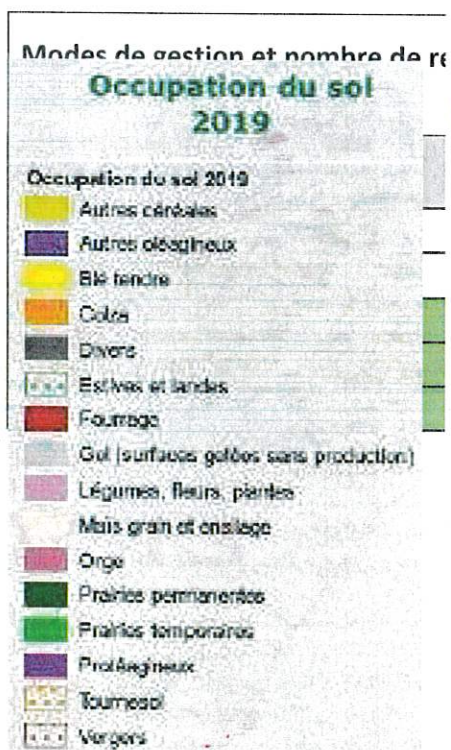 Modes de gestion et nombre de re
Occupation du sol
2019
Occupation du sol 2019
Autres céréales
Autres oléagineux
Blé tendre
Colza
Divers
Estives et landes
Fourrage
Gel (surfaces gelées sans production)
Légumes, fleurs, plantes
Maïs grain et ensilage
Orge
Prairies permanentes
Prairies temporaires
Protéagineux
Tournesol
Vergers